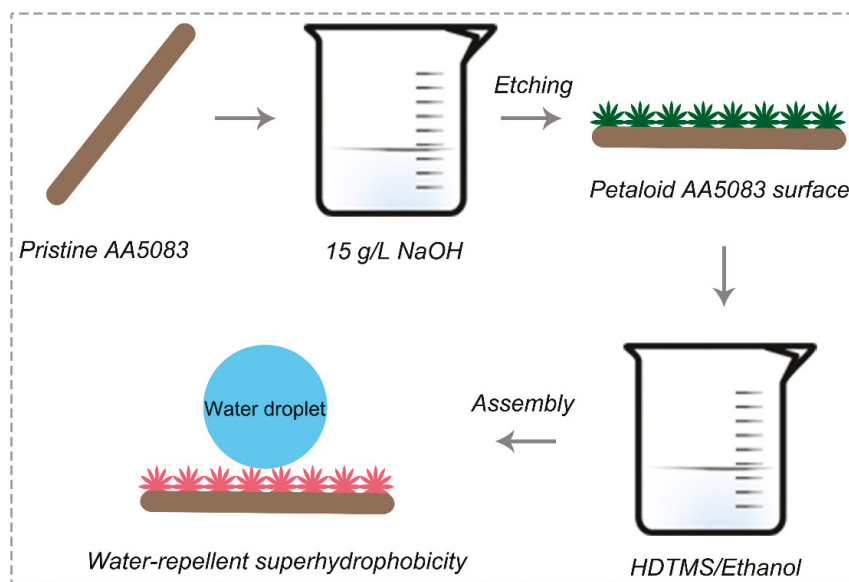 Etching
Pristine AA5083
15 g/L NaOH
Petaloid AA5083 surface
Water droplet
Assembly
Water-repellent superhydrophobicity
HDTMS/Ethanol